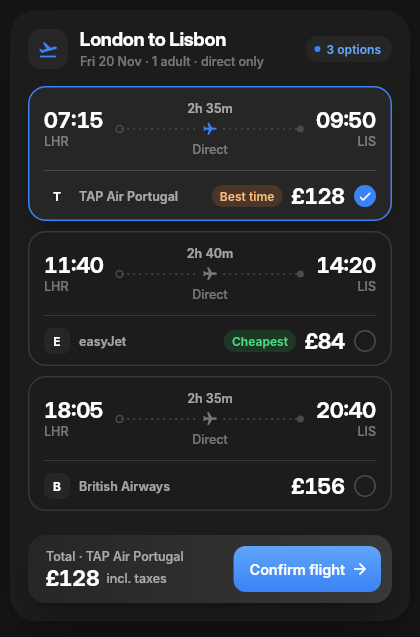 London to Lisbon
Fri 20 Nov · 1 adult · direct only
3 options
2h 35m
07:15
09:50
LHR
Direct
LIS
T
TAP Air Portugal
Best time
£128
2h 40m
11:40
14:20
LHR
Direct
LIS
E
easyJet
Cheapest
£84
2h 35m
18:05
20:40
LHR
Direct
LIS
B
British Airways
£156
Total · TAP Air Portugal
£128 incl. taxes
Confirm flight